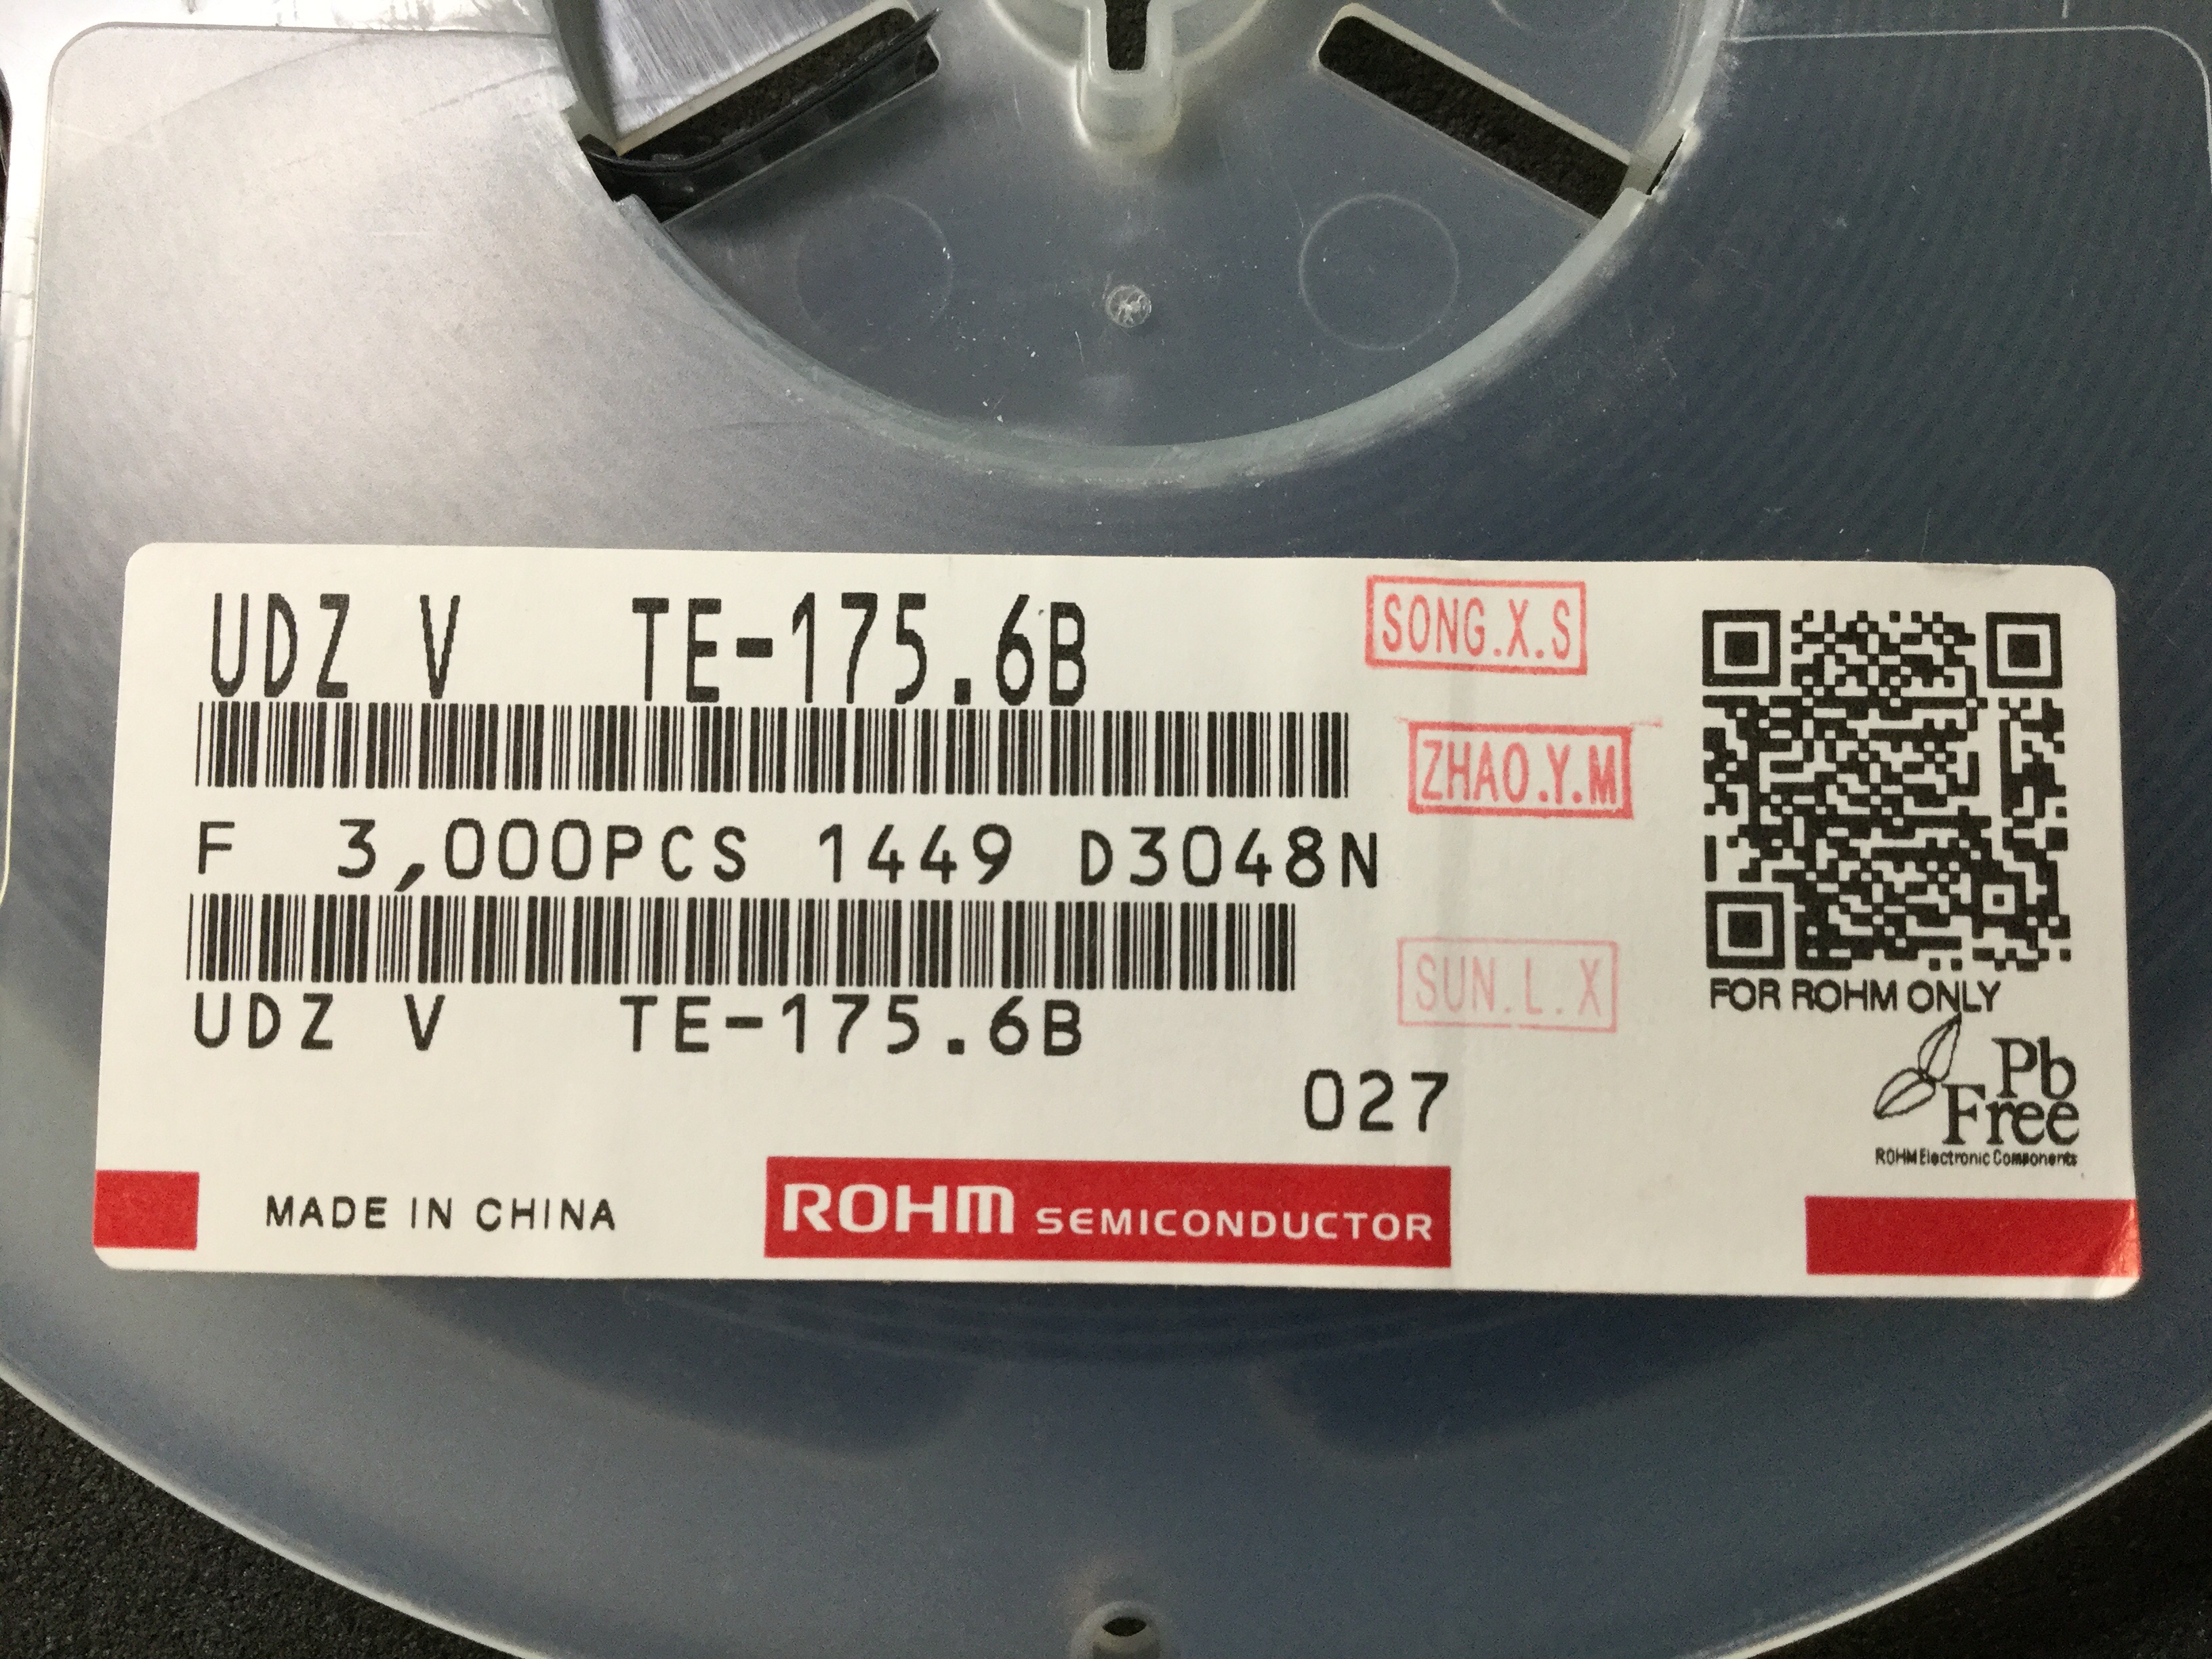 UDZ V TE-175.6B
SONG.X.S
ZHAO.Y.M
F 3,000PCS 1449 D3048N
SUN.L.X
FOR ROHM ONLY
UDZ V TE-175.6B
027
Pb
Free
ROHM Electronic Components
MADE IN CHINA
ROHM SEMICONDUCTOR